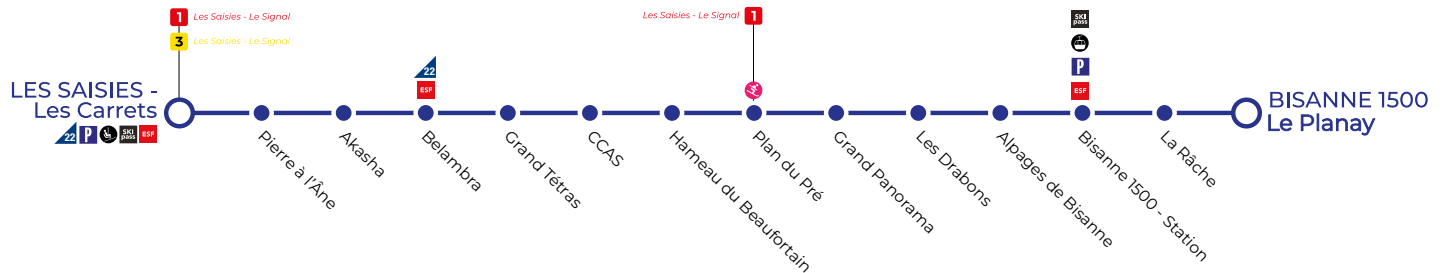 1 Les Saisies - Le Signal
3 Les Saisies - Le Signal
LES SAISIES -
Les Carrets
22 P SKI pass ESF
Pierre à l'Âne
Akasha
22
ESF
Belambra
Grand Tétras
CCAS
Hameau du Beaufortain
Les Saisies - Le Signal 1
Plan du Pré
Grand Panorama
Les Drabons
Alpages de Bisanne
SKI
pass
P
ESF
Bisanne 1500 - Station
La Râche
BISANNE 1500
Le Planay